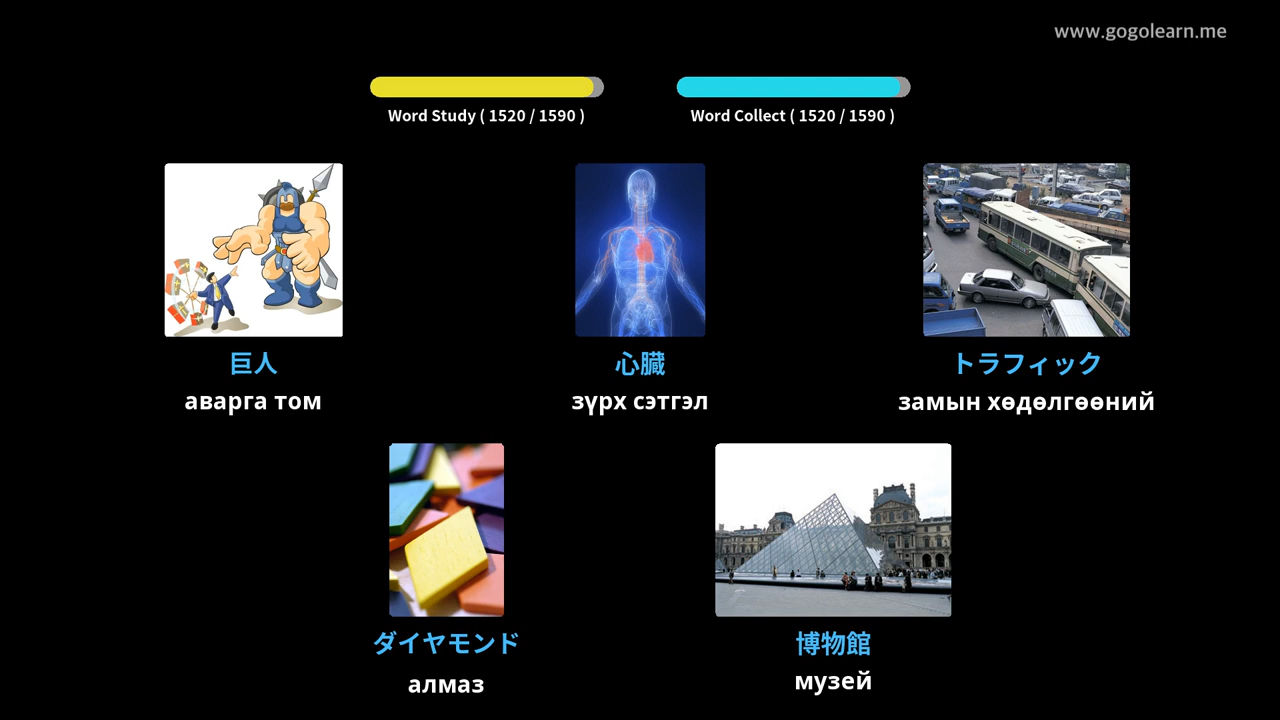 www.gogolearn.me
Word Study ( 1520 / 1590 )
Word Collect ( 1520 / 1590 )
巨人
аварга том
心臓
зүрх сэтгэл
トラフィック
замын хөдөлгөөний
ダイヤモンド
алмаз
博物館
музей